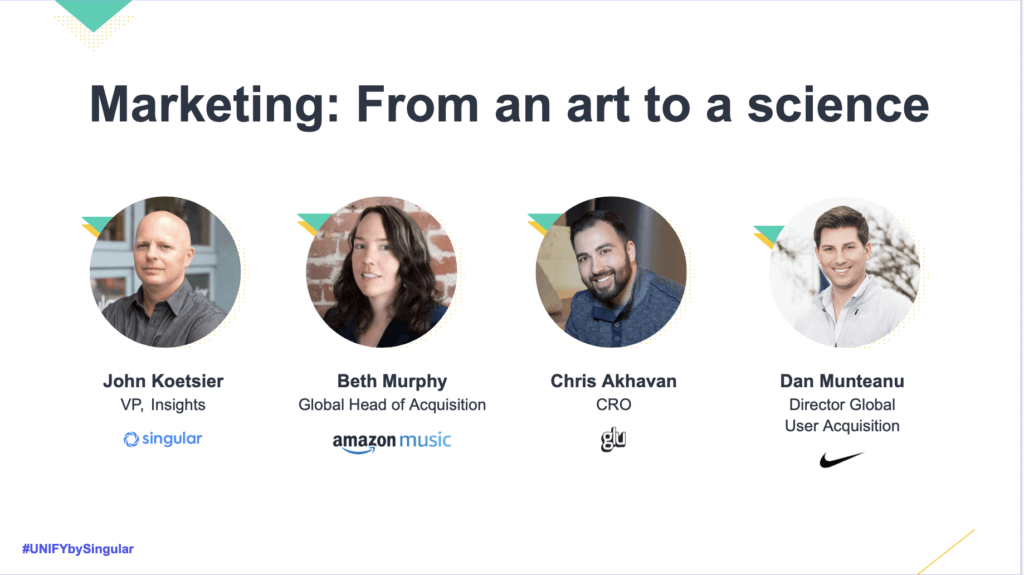 Marketing: From an art to a science
John Koetsier
VP, Insights
singular
Beth Murphy
Global Head of Acquisition
amazon music
Chris Akhavan
CRO
glu
Dan Munteanu
Director Global
User Acquisition
#UNIFYbySingular